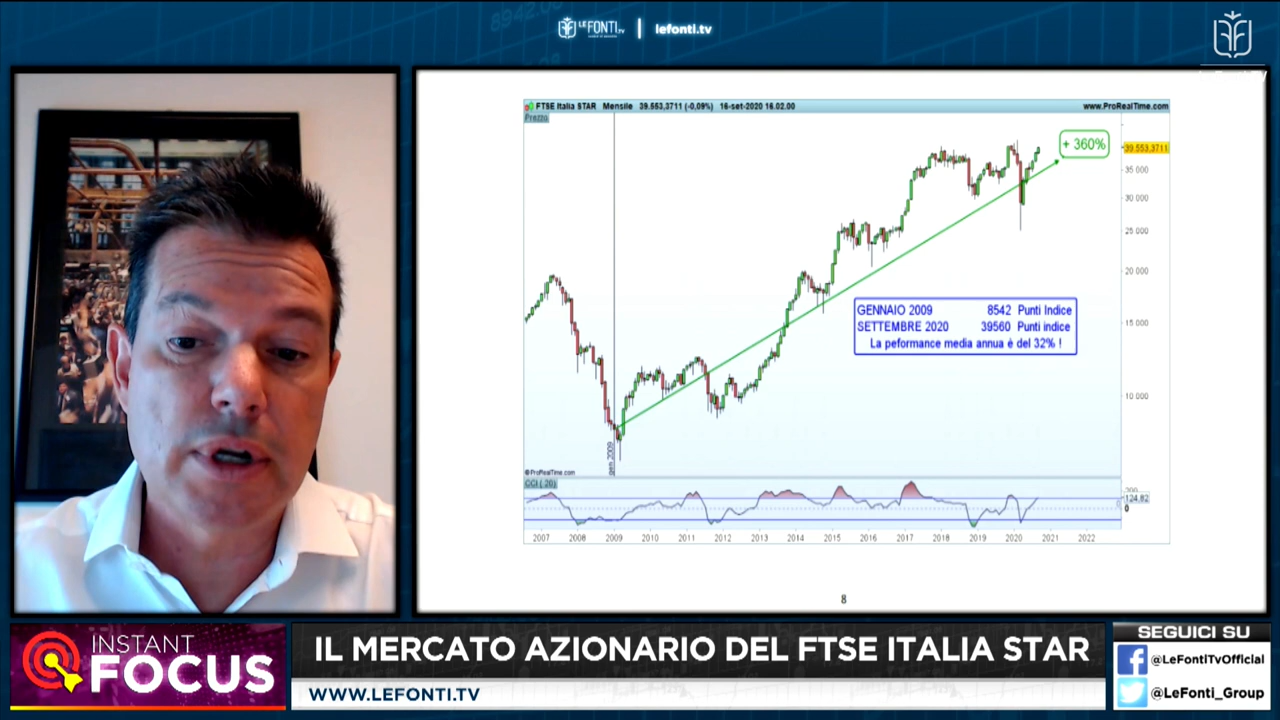 LE FONTI.TV
lefonti.tv
FTSE Italia STAR Mensile 39.553,3711 (-0,09%) 16-set-2020 16.02.00
www.ProRealTime.com
Prezzo
+ 360%
39.553,3711
35 000
30 000
25 000
20 000
15 000
10 000
GENNAIO 2009 8542 Punti Indice
SETTEMBRE 2020 39560 Punti indice
La peformance media annua è del 32% !
gen 2009
©ProRealTime.com
CCI ( 20)
200
124.82
0
2007 2008 2009 2010 2011 2012 2013 2014 2015 2016 2017 2018 2019 2020 2021 2022
8
INSTANT
FOCUS
IL MERCATO AZIONARIO DEL FTSE ITALIA STAR
WWW.LEFONTI.TV
SEGUICI SU
@LeFontiTvOfficial
@LeFonti_Group